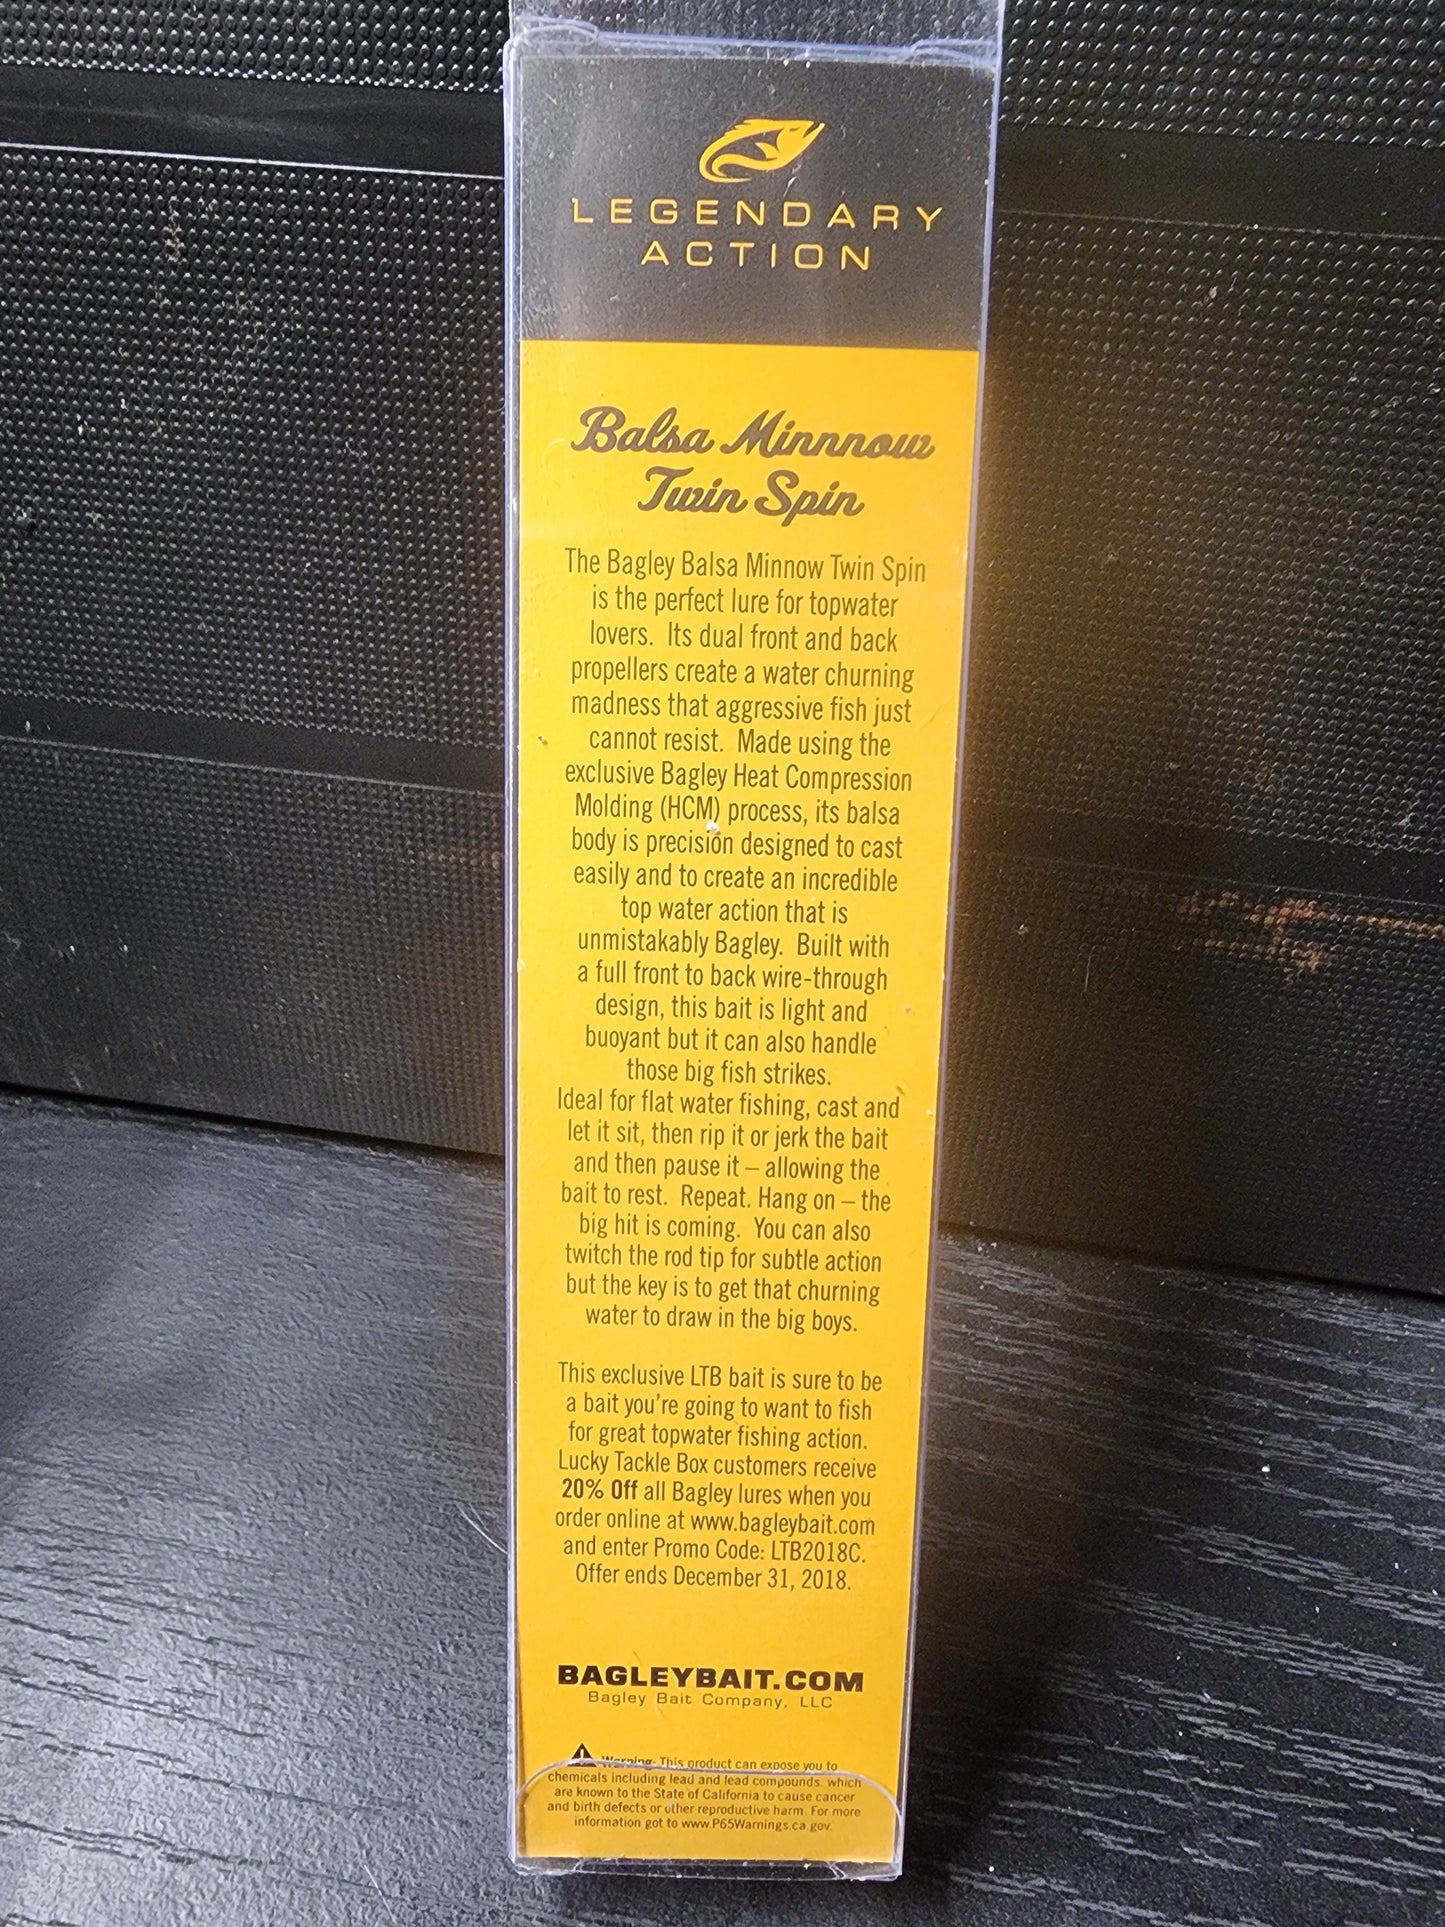 LEGENDARY
ACTION
Balsa Minnnow
Twin Spin
The Bagley Balsa Minnow Twin Spin
is the perfect lure for topwater
lovers. Its dual front and back
propellers create a water churning
madness that aggressive fish just
cannot resist. Made using the
exclusive Bagley Heat Compression
Molding (HCM) process, its balsa
body is precision designed to cast
easily and to create an incredible
top water action that is
unmistakably Bagley. Built with
a full front to back wire-through
design, this bait is light and
buoyant but it can also handle
those big fish strikes.
Ideal for flat water fishing, cast and
let it sit, then rip it or jerk the bait
and then pause it – allowing the
bait to rest. Repeat. Hang on – the
big hit is coming. You can also
twitch the rod tip for subtle action
but the key is to get that churning
water to draw in the big boys.
This exclusive LTB bait is sure to be
a bait you're going to want to fish
for great topwater fishing action.
Lucky Tackle Box customers receive
20% Off all Bagley lures when you
order online at www.bagleybait.com
and enter Promo Code: LTB2018C.
Offer ends December 31, 2018.
BAGLEYBAIT.COM
Bagley Bait Company, LLC
Warning: This product can expose you to
chemicals including lead and lead compounds, which
are known to the State of California to cause cancer
and birth defects or other reproductive harm. For more
information got to www.P65Warnings.ca.gov.